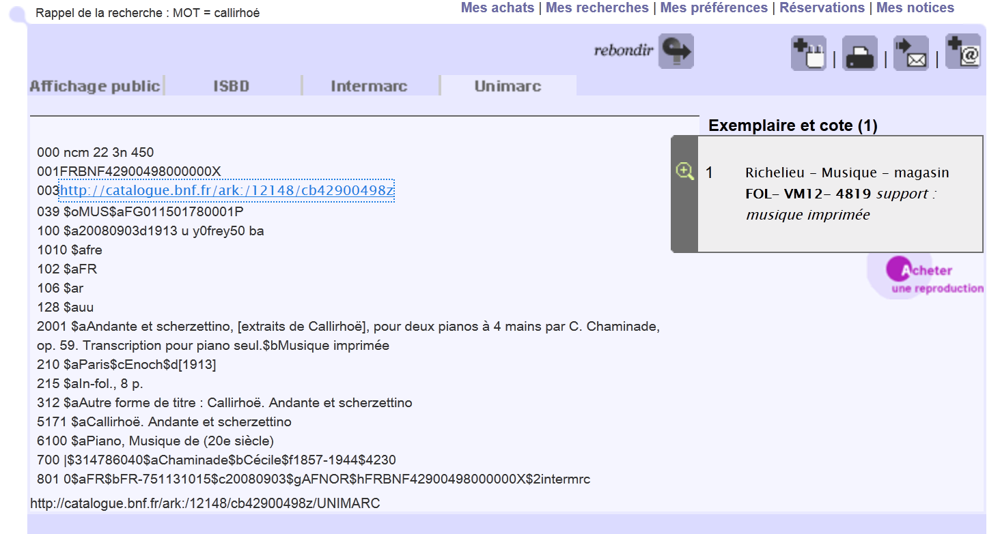 Rappel de la recherche : MOT = callirhoé
Mes achats | Mes recherches | Mes préférences | Réservations | Mes notices
rebondir
Affichage public
ISBD
Intermarc
Unimarc
000 ncm 22 3n 450
001FRBNF42900498000000X
003http://catalogue.bnf.fr/ark:/12148/cb42900498z
039 $oMUS$aFG011501780001P
100 $a20080903d1913 u y0frey50 ba
1010 $afre
102 $aFR
106 $ar
128 $auu
2001 $aAndante et scherzettino, [extraits de Callirhoë], pour deux pianos à 4 mains par C. Chaminade,
op. 59. Transcription pour piano seul.$bMusique imprimée
210 $aParis$cEnoch$d[1913]
215 $aIn-fol., 8 p.
312 $aAutre forme de titre : Callirhoë. Andante et scherzettino
5171 $aCallirhoë. Andante et scherzettino
6100 $aPiano, Musique de (20e siècle)
700 |$314786040$aChaminade$bCécile$f1857-1944$4230
801 0$aFR$bFR-751131015$c20080903$gAFNOR$hFRBNF42900498000000X$2intermrc
http://catalogue.bnf.fr/ark:/12148/cb42900498z/UNIMARC
Exemplaire et cote (1)
1 Richelieu – Musique – magasin
FOL– VM12– 4819 support :
musique imprimée
Acheter
une reproduction